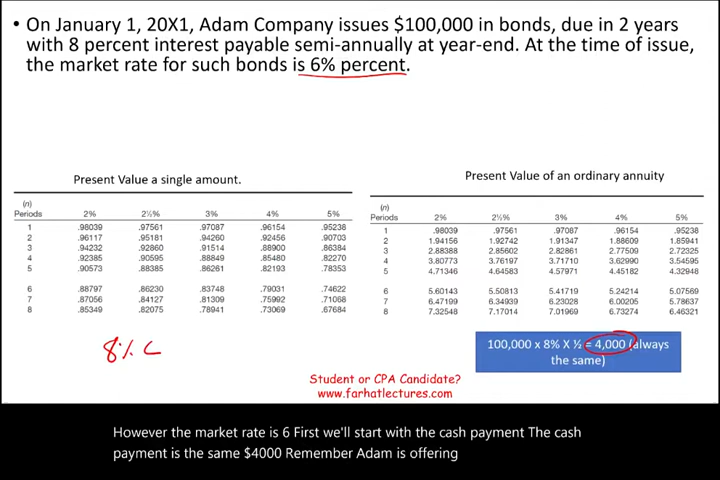 • On January 1, 20X1, Adam Company issues $100,000 in bonds, due in 2 years
with 8 percent interest payable semi-annually at year-end. At the time of issue,
the market rate for such bonds is 6% percent.
Present Value a single amount.
(n)
Periods 2% 2½% 3% 4% 5%
1 .98039 .97561 .97087 .96154 .95238
2 .96117 .95181 .94260 .92456 .90703
3 .94232 .92860 .91514 .88900 .86384
4 .92385 .90595 .88849 .85480 .82270
5 .90573 .88385 .86261 .82193 .78353
6 .88797 .86230 .83748 .79031 .74622
7 .87056 .84127 .81309 .75992 .71068
8 .85349 .82075 .78941 .73069 .67684
Present Value of an ordinary annuity
(n)
Periods 2% 2½% 3% 4% 5%
1 .98039 .97561 .97087 .96154 .95238
2 1.94156 1.92742 1.91347 1.88609 1.85941
3 2.88388 2.85602 2.82861 2.77509 2.72325
4 3.80773 3.76197 3.71710 3.62990 3.54595
5 4.71346 4.64583 4.57971 4.45182 4.32948
6 5.60143 5.50813 5.41719 5.24214 5.07569
7 6.47199 6.34939 6.23028 6.00205 5.78637
8 7.32548 7.17014 7.01969 6.73274 6.46321
8% C
100,000 x 8% X ½ = 4,000 (always
the same)
Student or CPA Candidate?
www.farhatlectures.com
However the market rate is 6 First we'll start with the cash payment The cash
payment is the same $4000 Remember Adam is offering